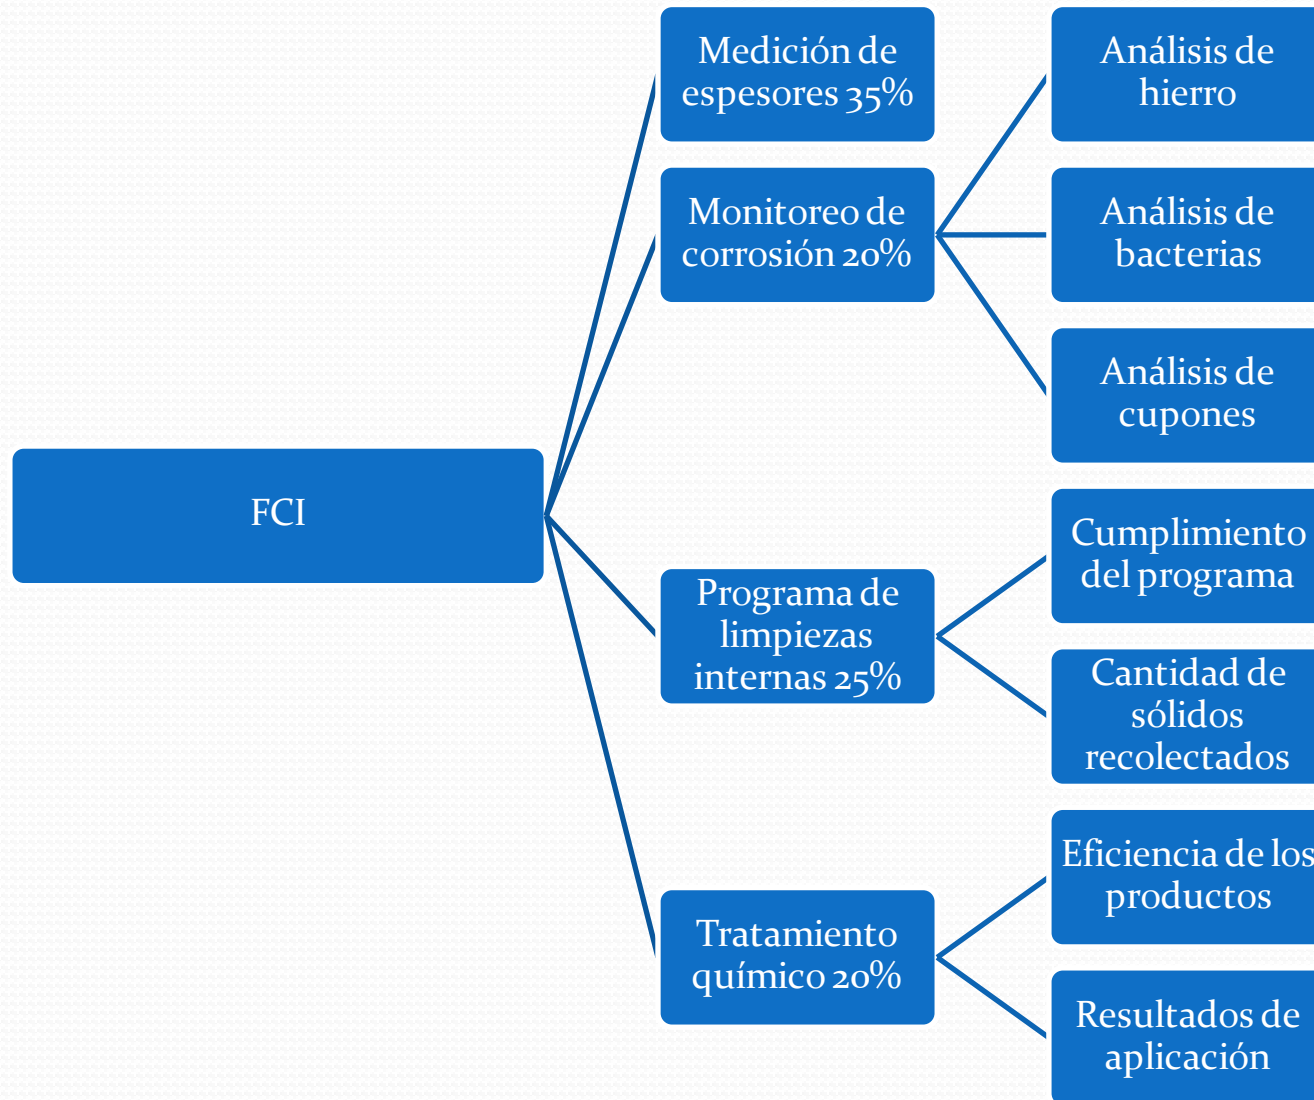 Medición de
espesores 35%
Análisis de
hierro
Monitoreo de
corrosión 20%
Análisis de
bacterias
Análisis de
cupones
FCI
Cumplimiento
del programa
Programa de
limpiezas
internas 25%
Cantidad de
sólidos
recolectados
Eficiencia de los
productos
Tratamiento
químico 20%
Resultados de
aplicación